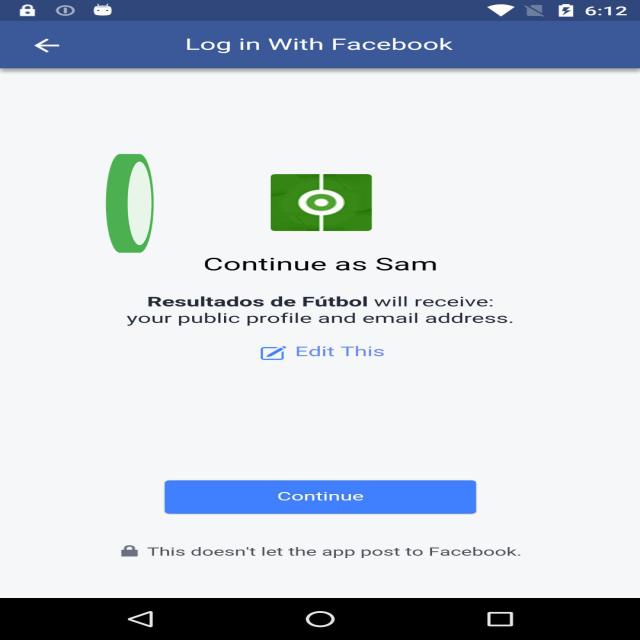 6:12
Log in With Facebook
Continue as Sam
Resultados de Fútbol will receive:
your public profile and email address.
Edit This
Continue
This doesn't let the app post to Facebook.